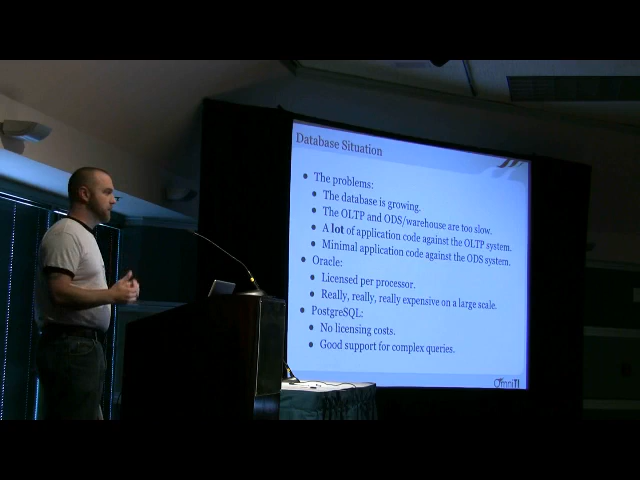 Database Situation
• The problems:
• The database is growing.
• The OLTP and ODS/warehouse are too slow.
• A lot of application code against the OLTP system.
• Minimal application code against the ODS system.
• Oracle:
• Licensed per processor.
• Really, really, really expensive on a large scale.
• PostgreSQL:
• No licensing costs.
• Good support for complex queries.
OmniTI